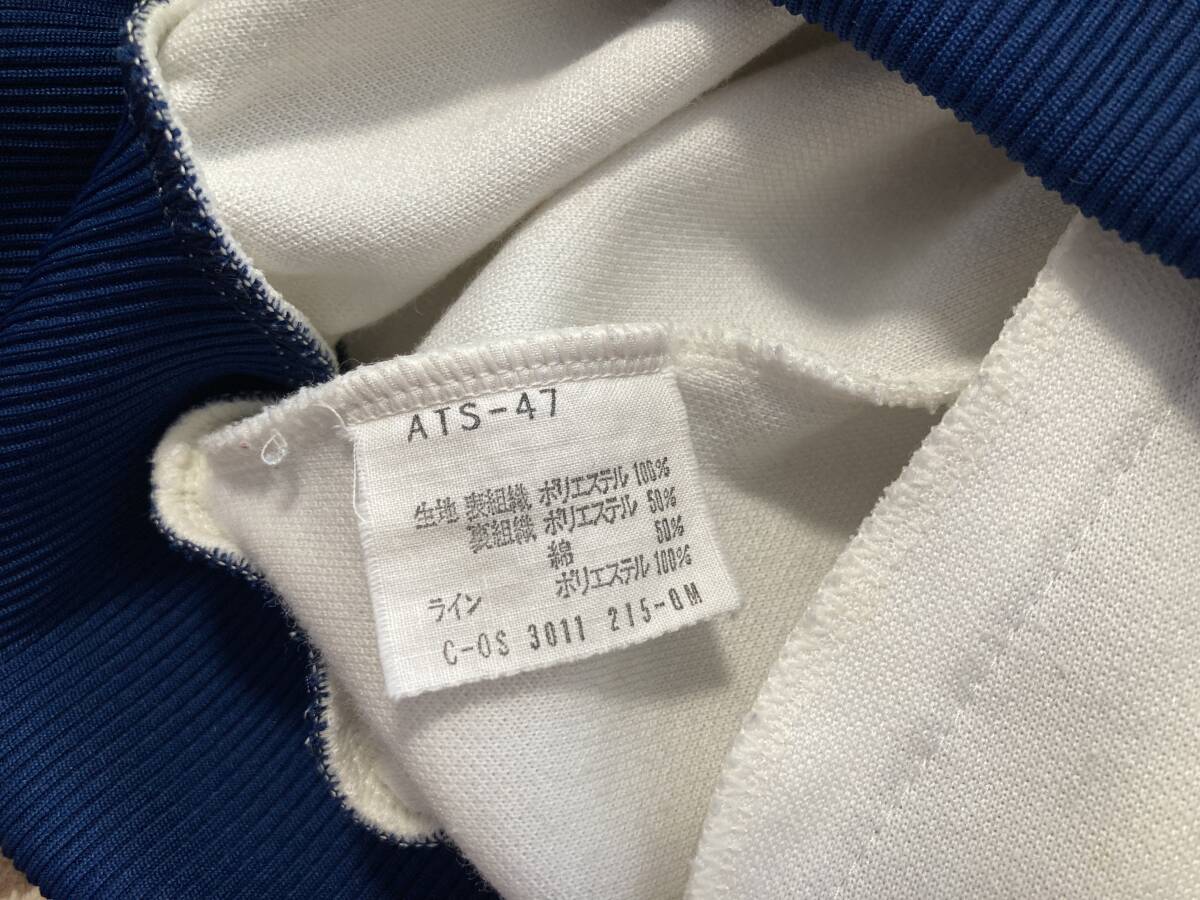 ATS-47
生地 表組織 ポリエステル 100%
裏組織 ポリエステル 50%
綿 50%
ライン ポリエステル 100%
C-OS 3011 215-0M